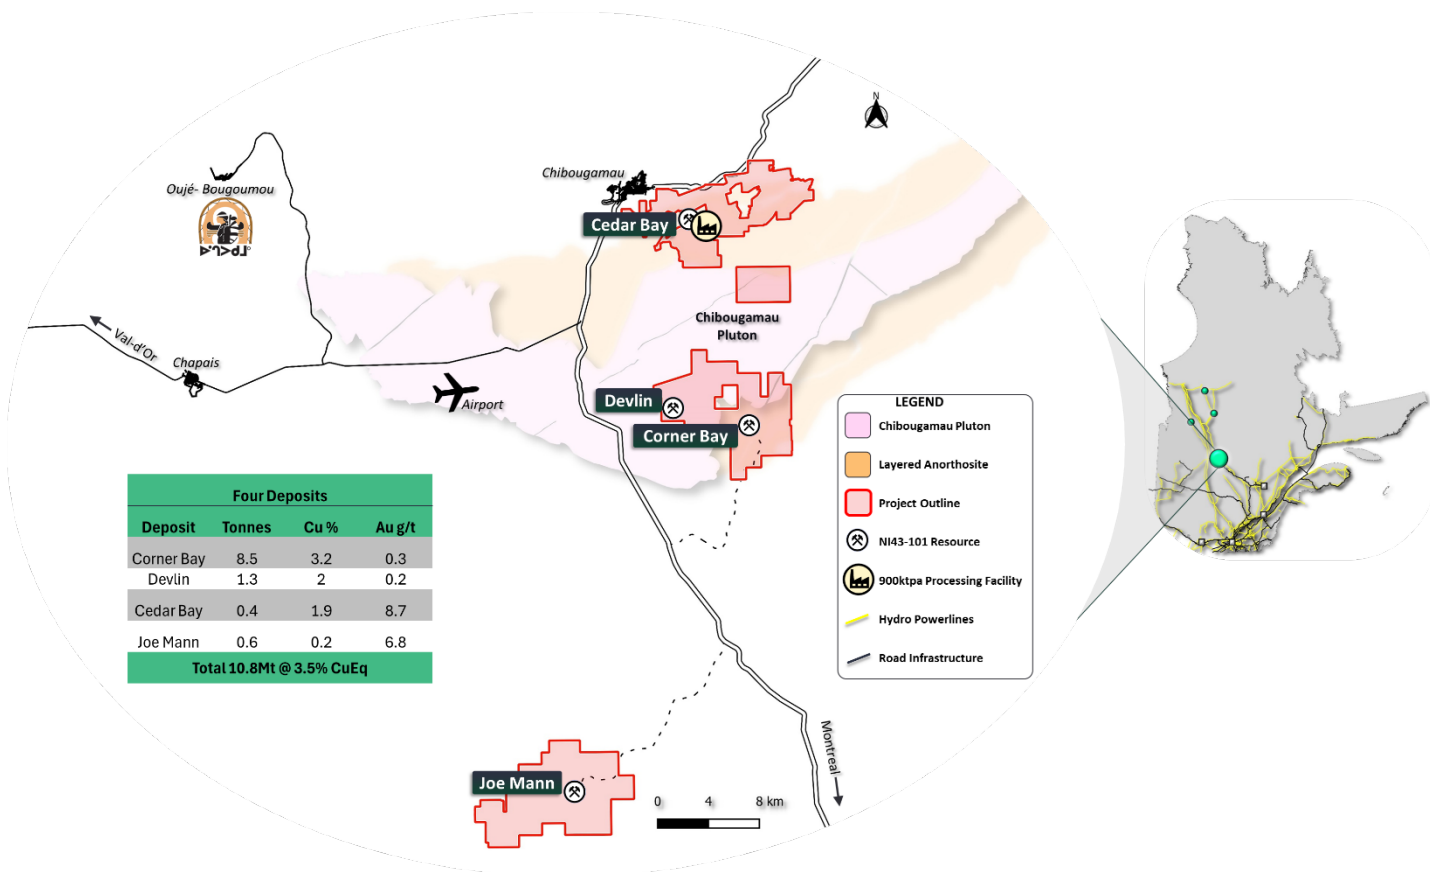 N
Chibougamau
Oujé- Bougoumou
ᐅᒉᐳᑯᒧ
Cedar Bay
Chibougamau
Pluton
Val-d'Or
Chapais
Airport
Devlin
Corner Bay
LEGEND
Chibougamau Pluton
Layered Anorthosite
Project Outline
NI43-101 Resource
900ktpa Processing Facility
Hydro Powerlines
Road Infrastructure
Four Deposits
Deposit Tonnes Cu % Au g/t
Corner Bay 8.5 3.2 0.3
Devlin 1.3 2 0.2
Cedar Bay 0.4 1.9 8.7
Joe Mann 0.6 0.2 6.8
Total 10.8Mt @ 3.5% CuEq
Montreal
Joe Mann
0 4 8 km